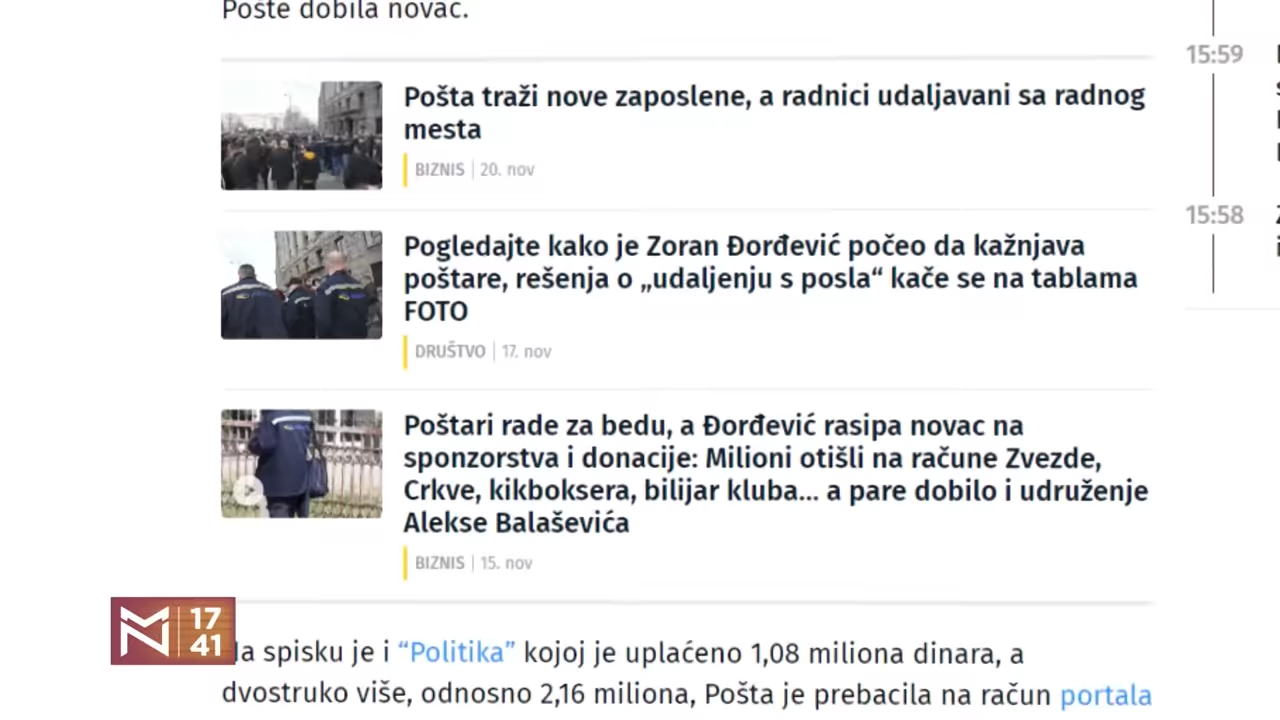 Pošte dobila novac.
15:59
Pošta traži nove zaposlene, a radnici udaljavani sa radnog
mesta
BIZNIS | 20. nov
15:58
Pogledajte kako je Zoran Đorđević počeo da kažnjava
poštare, rešenja o „udaljenju s posla“ kače se na tablama
FOTO
DRUŠTVO | 17. nov
Poštari rade za bedu, a Đorđević rasipa novac na
sponzorstva i donacije: Milioni otišli na račune Zvezde,
Crkve, kikboksera, bilijar kluba... a pare dobilo i udruženje
Alekse Balaševića
BIZNIS | 15. nov
17
41
spisku je i “Politika” kojoj je uplaćeno 1,08 miliona dinara, a
dvostruko više, odnosno 2,16 miliona, Pošta je prebacila na račun portala